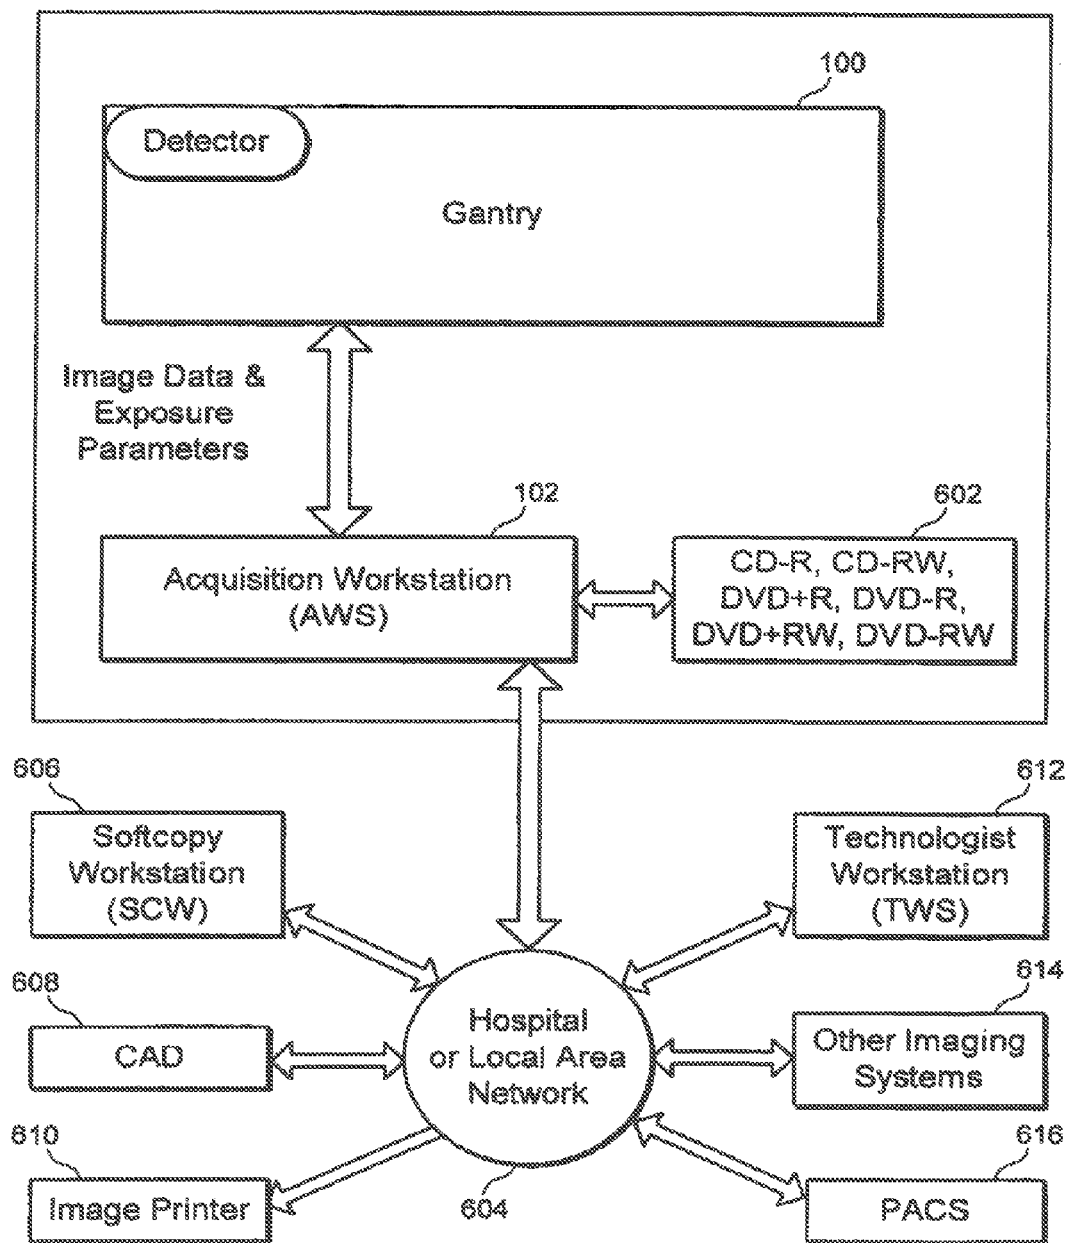 100
Detector
Gantry
Image Data &
Exposure
Parameters
102
602
Acquisition Workstation
(AWS)
CD-R, CD-RW,
DVD+R, DVD-R,
DVD+RW, DVD-RW
606
612
Softcopy
Workstation
(SCW)
Technologist
Workstation
(TWS)
608
614
CAD
Hospital
or Local Area
Network
Other Imaging
Systems
610
616
Image Printer
604
PACS